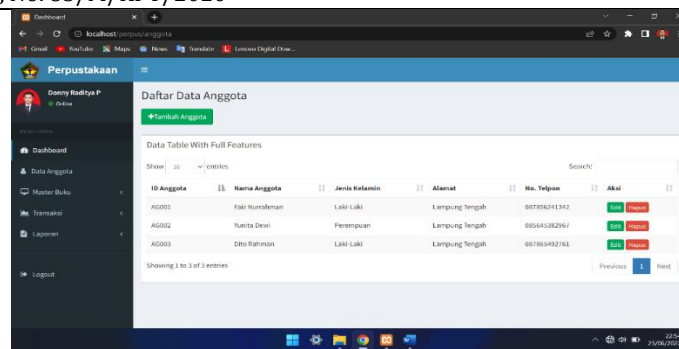 Dashboard
localhost/perpus/anggota
Gmail YouTube Maps News Translate Lenovo Digital Dow...
Perpustakaan
Donny Raditya P
Online
Dashboard
Data Anggota
Master Buku
Transaksi
Laporan
Logout
Daftar Data Anggota
+Tambah Anggota
Data Table With Full Features
Show 10 entries Search:
ID Anggota Nama Anggota Jenis Kelamin Alamat No. Telpon Aksi
AG001 Faiz Nurrahman Laki-Laki Lampung Tengah 087856241342 Edit Hapus
AG002 Yunita Dewi Perempuan Lampung Tengah 085645382967 Edit Hapus
AG003 Dito Rahman Laki-Laki Lampung Tengah 087865492761 Edit Hapus
Showing 1 to 3 of 3 entries Previous 1 Next